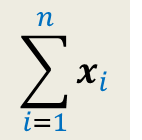 n
∑ xᵢ
i=1